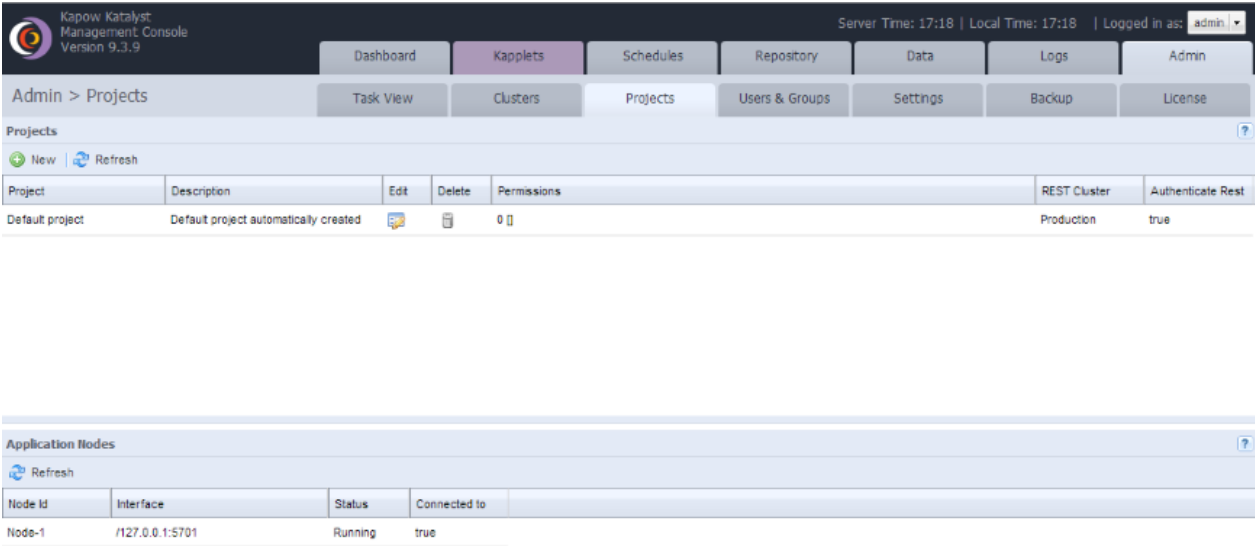 Kapow Katalyst
Management Console
Version 9.3.9
Server Time: 17:18 | Local Time: 17:18 | Logged in as: admin
Dashboard Kapplets Schedules Repository Data Logs Admin
Admin > Projects Task View Clusters Projects Users & Groups Settings Backup License
Projects ?
New | Refresh
Project Description Edit Delete Permissions REST Cluster Authenticate Rest
Default project Default project automatically created 0 [] Production true
Application Nodes ?
Refresh
Node Id Interface Status Connected to
Node-1 /127.0.0.1:5701 Running true